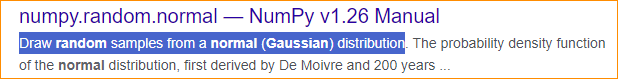 numpy.random.normal — NumPy v1.26 Manual
Draw random samples from a normal (Gaussian) distribution. The probability density function
of the normal distribution, first derived by De Moivre and 200 years ...